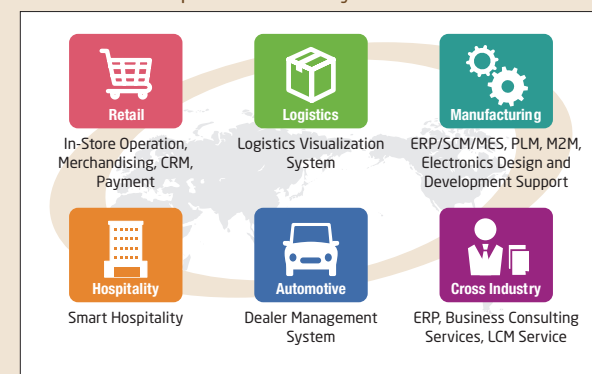 Retail
In-Store Operation,
Merchandising, CRM,
Payment
Logistics
Logistics Visualization
System
Manufacturing
ERP/SCM/MES, PLM, M2M,
Electronics Design and
Development Support
Hospitality
Smart Hospitality
Automotive
Dealer Management
System
Cross Industry
ERP, Business Consulting
Services, LCM Service